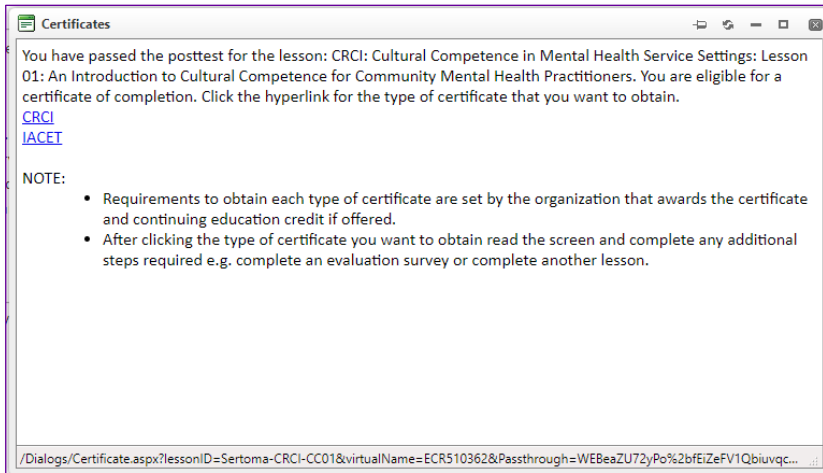 Certificates
You have passed the posttest for the lesson: CRCI: Cultural Competence in Mental Health Service Settings: Lesson
01: An Introduction to Cultural Competence for Community Mental Health Practitioners. You are eligible for a
certificate of completion. Click the hyperlink for the type of certificate that you want to obtain.
CRCI
IACET
NOTE:
• Requirements to obtain each type of certificate are set by the organization that awards the certificate
and continuing education credit if offered.
• After clicking the type of certificate you want to obtain read the screen and complete any additional
steps required e.g. complete an evaluation survey or complete another lesson.
/Dialogs/Certificate.aspx?lessonID=Sertoma-CRCI-CC01&virtualName=ECR510362&Passthrough=WEBeaZU72yPo%2bfEiZeFV1Qbiuvqc...